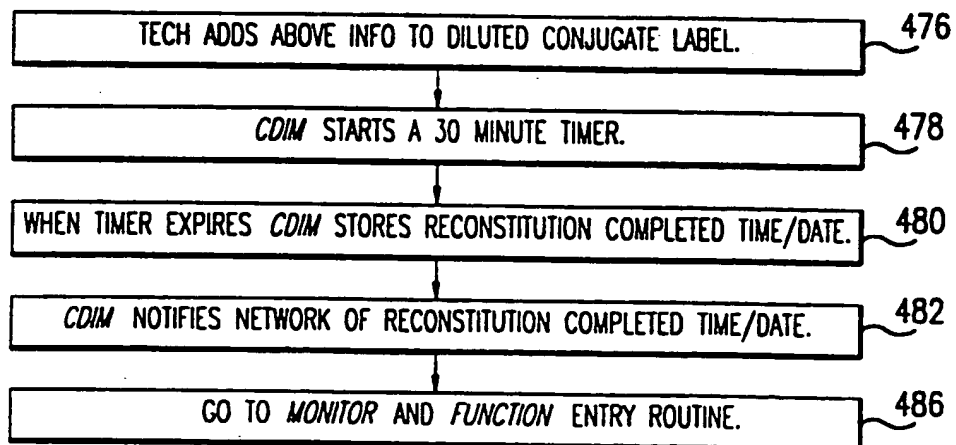 TECH ADDS ABOVE INFO TO DILUTED CONJUGATE LABEL.
476
CDIM STARTS A 30 MINUTE TIMER.
478
WHEN TIMER EXPIRES CDIM STORES RECONSTITUTION COMPLETED TIME/DATE.
480
CDIM NOTIFIES NETWORK OF RECONSTITUTION COMPLETED TIME/DATE.
482
GO TO MONITOR AND FUNCTION ENTRY ROUTINE.
486